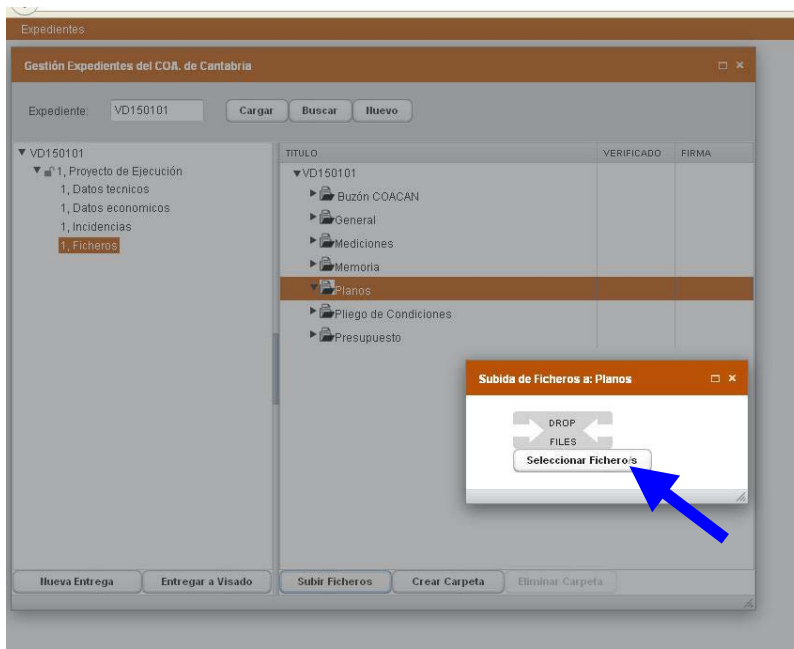 Expedientes
Gestión Expedientes del COA. de Cantabria
Expediente: VD150101 Cargar Buscar Nuevo
VD150101
1, Proyecto de Ejecución
1, Datos tecnicos
1, Datos economicos
1, Incidencias
1, Ficheros
TITULO VERIFICADO FIRMA
VD150101
Buzón COACAN
General
Mediciones
Memoria
Planos
Pliego de Condiciones
Presupuesto
Subida de Ficheros a: Planos
DROP
FILES
Seleccionar Fichero/s
Nueva Entrega Entregar a Visado Subir Ficheros Crear Carpeta Eliminar Carpeta